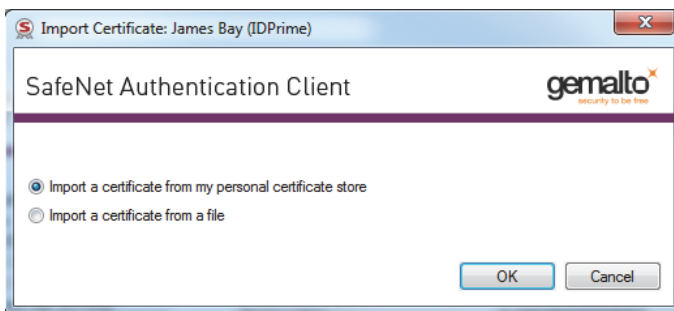 Import Certificate: James Bay (IDPrime)
SafeNet Authentication Client
gemalto
security to be free
Import a certificate from my personal certificate store
Import a certificate from a file
OK
Cancel